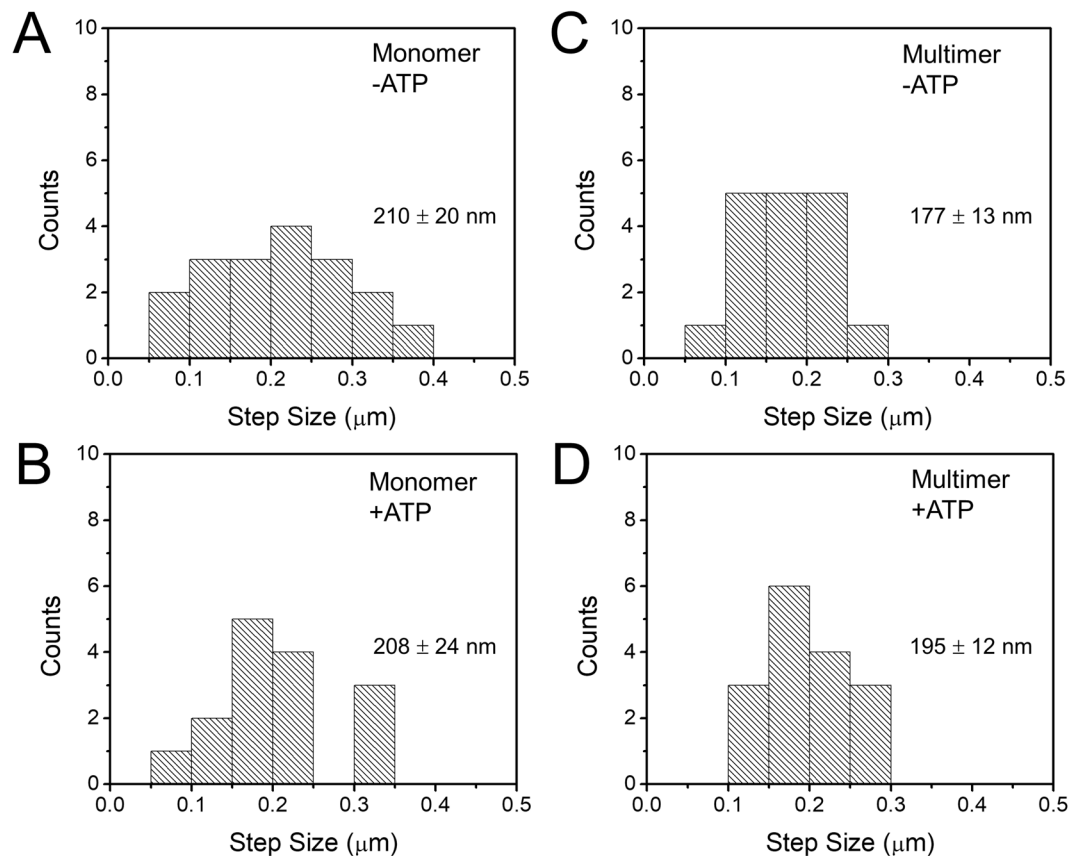 A
10
8
6
4
2
0
Counts
Monomer
-ATP
210 ± 20 nm
0.0 0.1 0.2 0.3 0.4 0.5
Step Size (μm)
C
10
8
6
4
2
0
Counts
Multimer
-ATP
177 ± 13 nm
0.0 0.1 0.2 0.3 0.4 0.5
Step Size (μm)
B
10
8
6
4
2
0
Counts
Monomer
+ATP
208 ± 24 nm
0.0 0.1 0.2 0.3 0.4 0.5
Step Size (μm)
D
10
8
6
4
2
0
Counts
Multimer
+ATP
195 ± 12 nm
0.0 0.1 0.2 0.3 0.4 0.5
Step Size (μm)